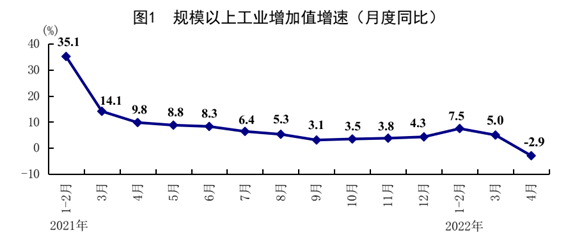 图1 规模以上工业增加值增速（月度同比）
(%)
40
30
20
10
0
-10
35.1
14.1
9.8
8.8
8.3
6.4
5.3
3.1
3.5
3.8
4.3
7.5
5.0
-2.9
1-2月
3月
4月
5月
6月
7月
8月
9月
10月
11月
12月
1-2月
3月
4月
2021年
2022年